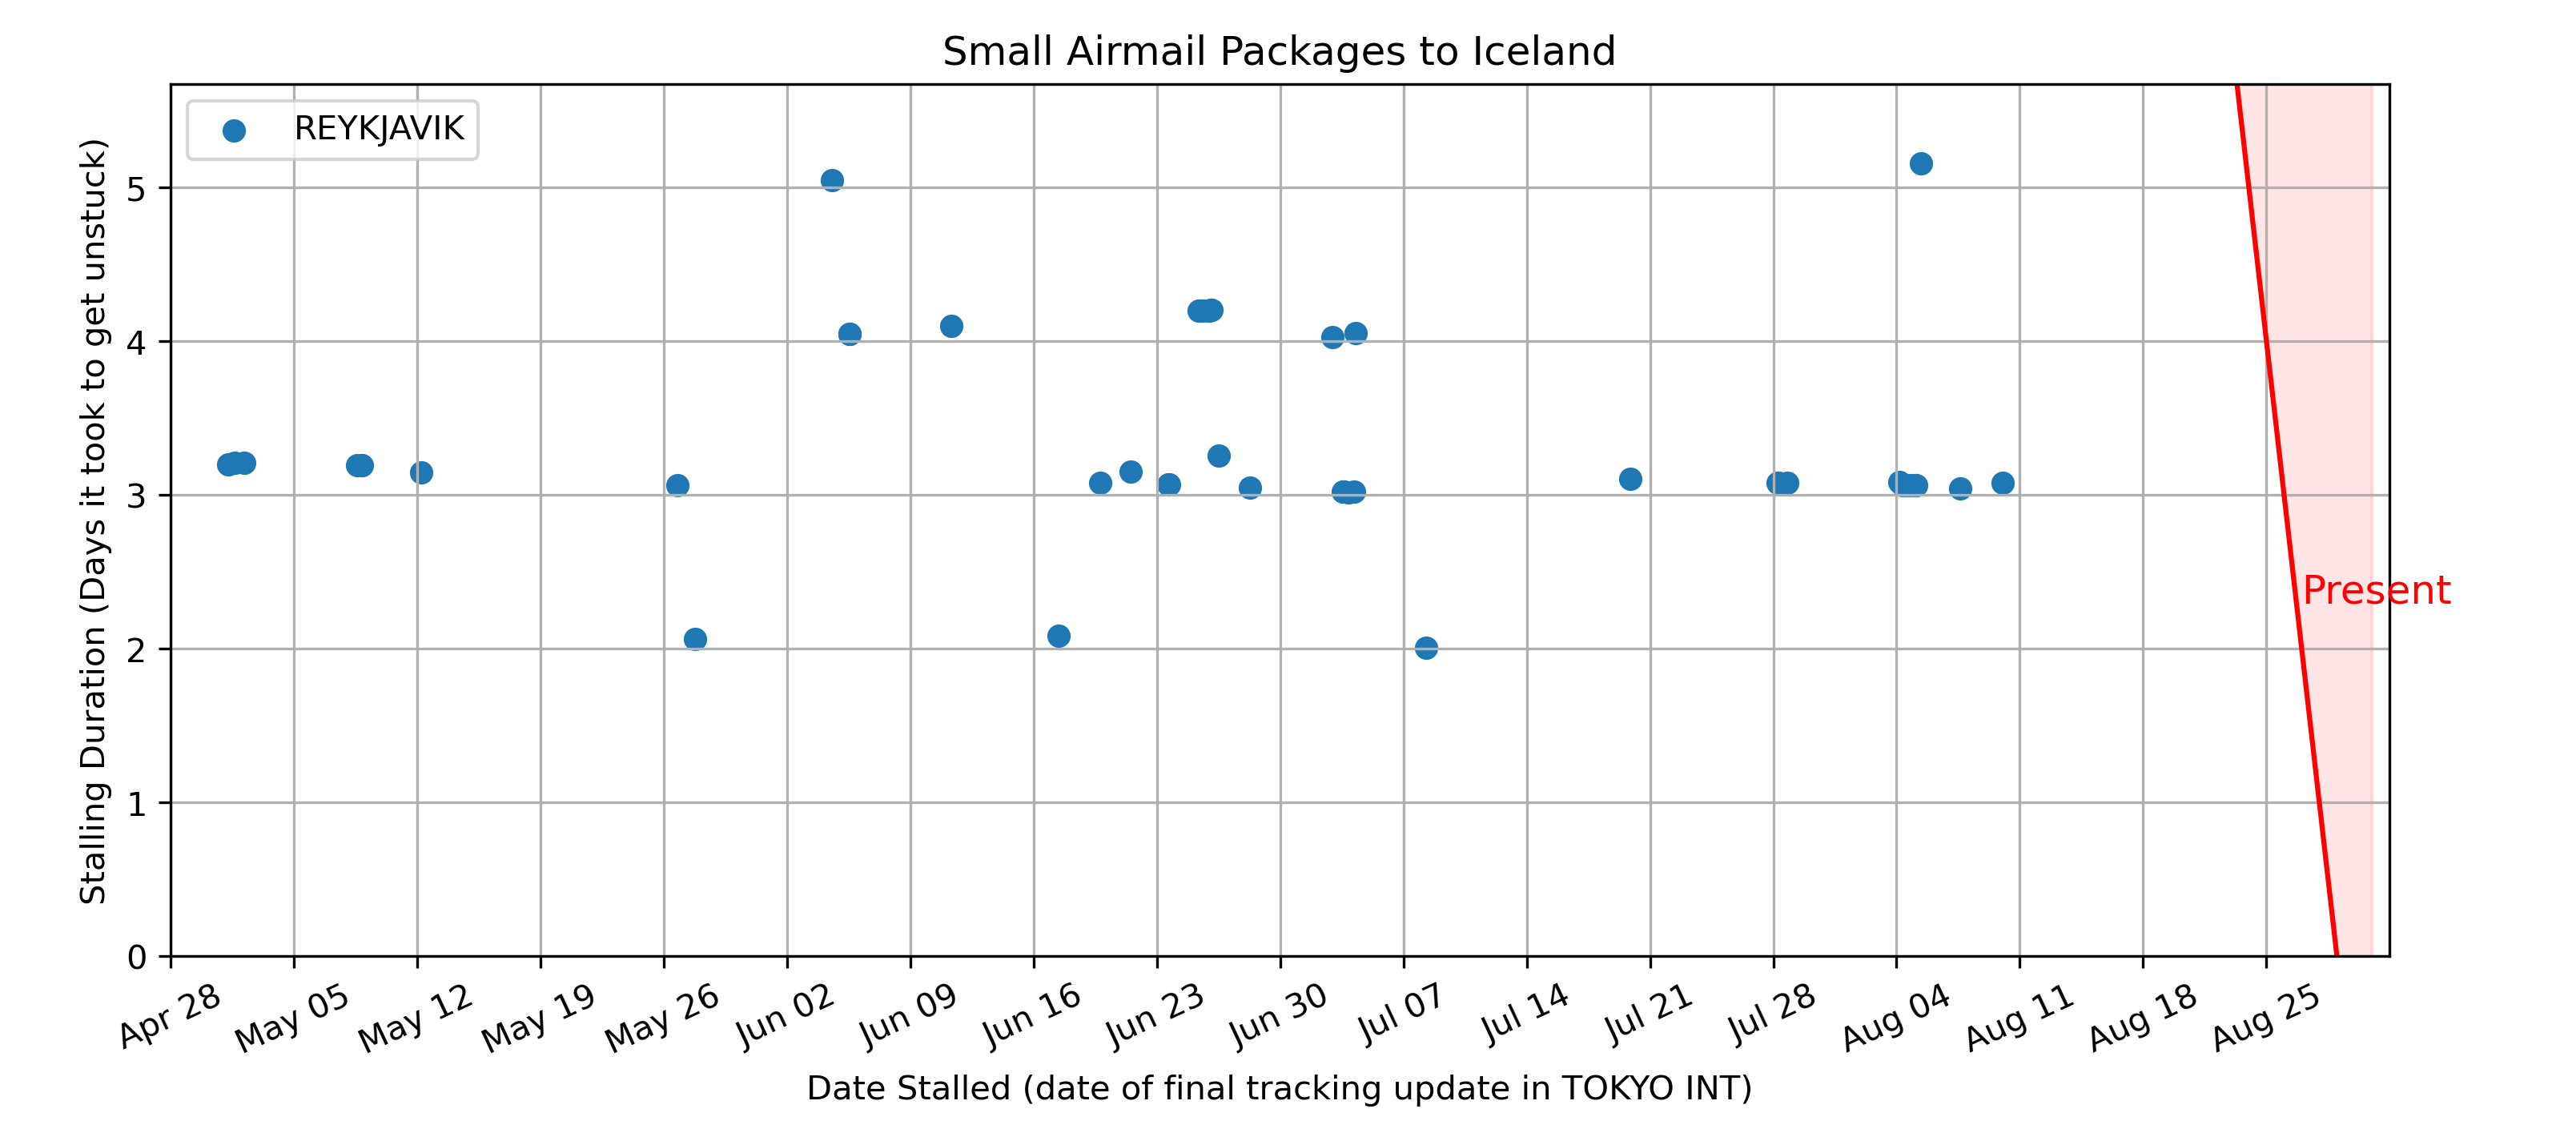 Small Airmail Packages to Iceland
REYKJAVIK
Stalling Duration (Days it took to get unstuck)
5
4
3
2
1
0
Present
Apr 28
May 05
May 12
May 19
May 26
Jun 02
Jun 09
Jun 16
Jun 23
Jun 30
Jul 07
Jul 14
Jul 21
Jul 28
Aug 04
Aug 11
Aug 18
Aug 25
Date Stalled (date of final tracking update in TOKYO INT)